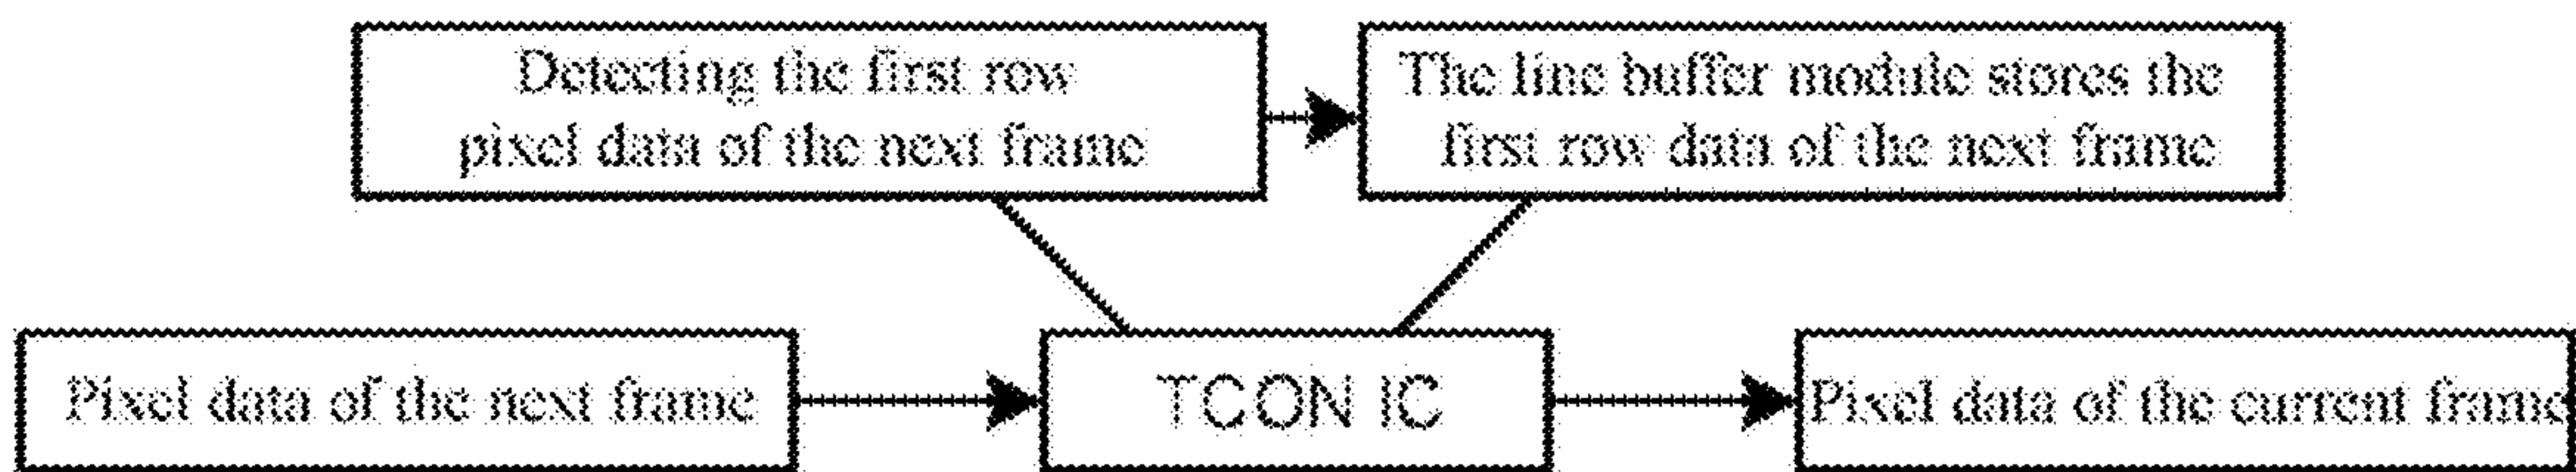 Detecting the first row
pixel data of the next frame
The line buffer module stores the
first row data of the next frame
Pixel data of the next frame
TCON IC
Pixel data of the current frame